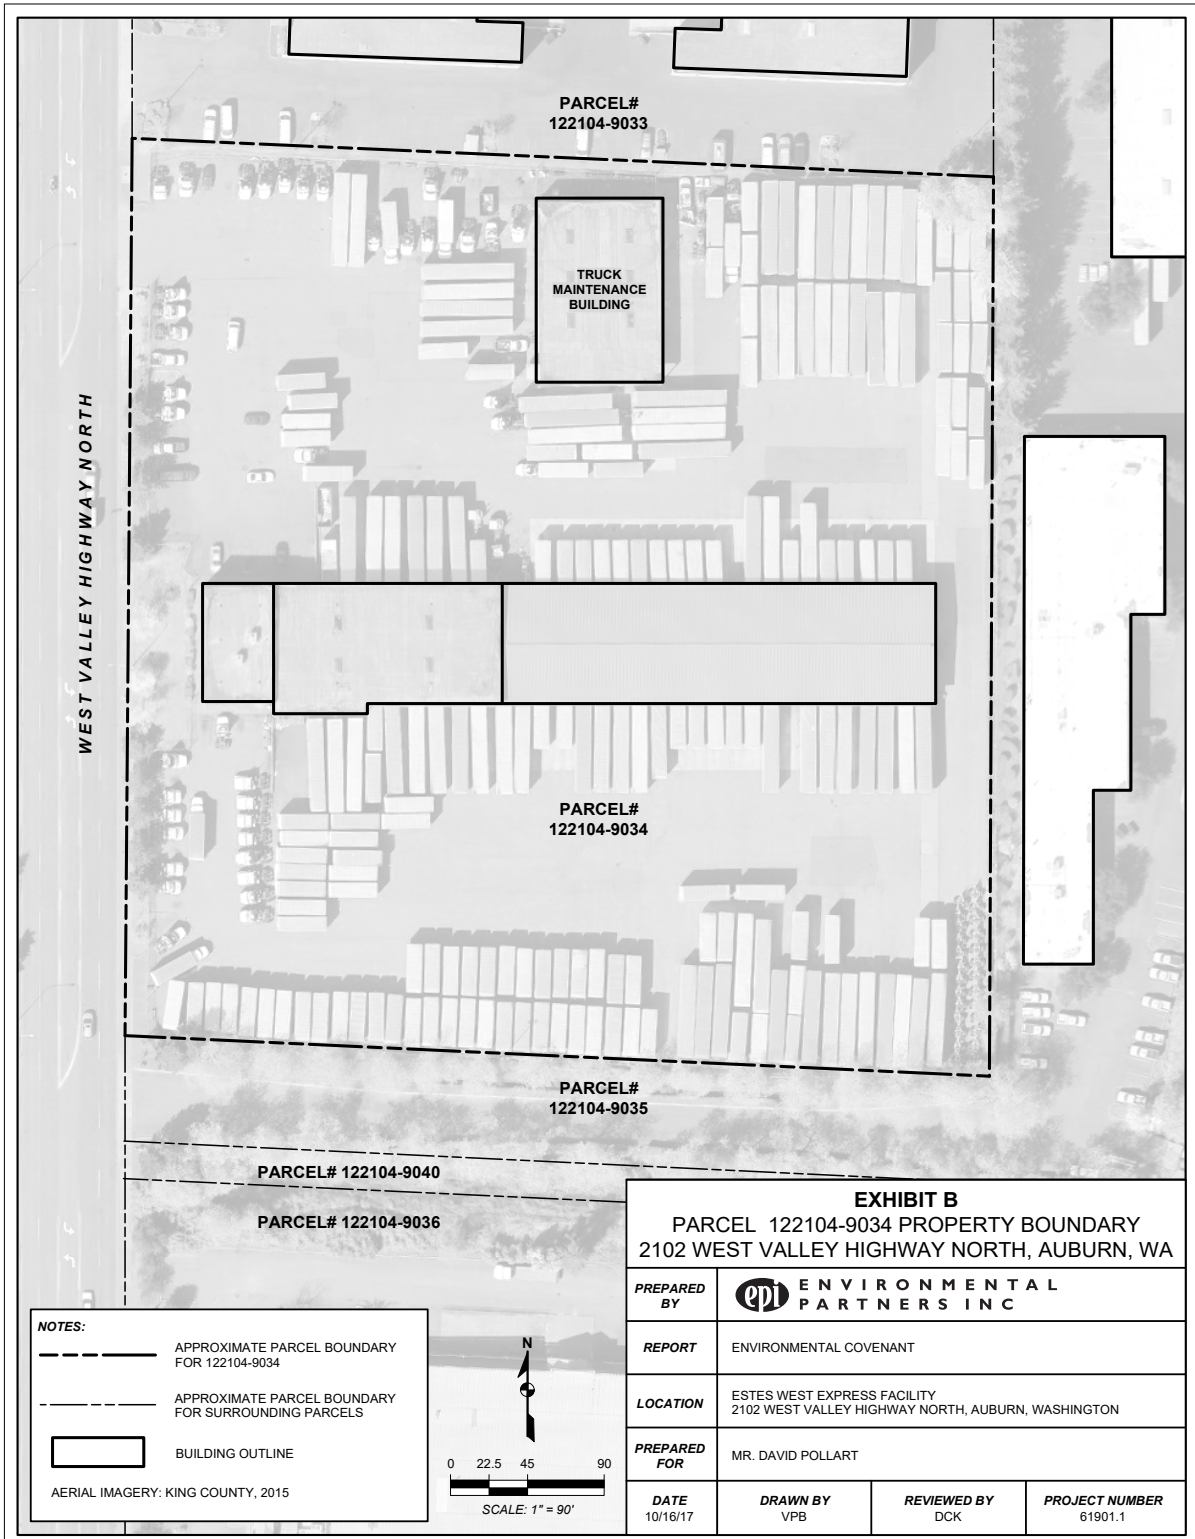 PARCEL#
122104-9033
TRUCK
MAINTENANCE
BUILDING
WEST VALLEY HIGHWAY NORTH
PARCEL#
122104-9034
PARCEL#
122104-9035
PARCEL# 122104-9040
PARCEL# 122104-9036
EXHIBIT B
PARCEL 122104-9034 PROPERTY BOUNDARY
2102 WEST VALLEY HIGHWAY NORTH, AUBURN, WA
PREPARED
BY
epi
ENVIRONMENTAL
PARTNERS INC
REPORT
ENVIRONMENTAL COVENANT
LOCATION
ESTES WEST EXPRESS FACILITY
2102 WEST VALLEY HIGHWAY NORTH, AUBURN, WASHINGTON
PREPARED
FOR
MR. DAVID POLLART
DATE
10/16/17
DRAWN BY
VPB
REVIEWED BY
DCK
PROJECT NUMBER
61901.1
NOTES:
APPROXIMATE PARCEL BOUNDARY
FOR 122104-9034
APPROXIMATE PARCEL BOUNDARY
FOR SURROUNDING PARCELS
BUILDING OUTLINE
AERIAL IMAGERY: KING COUNTY, 2015
N
0 22.5 45 90
SCALE: 1" = 90'